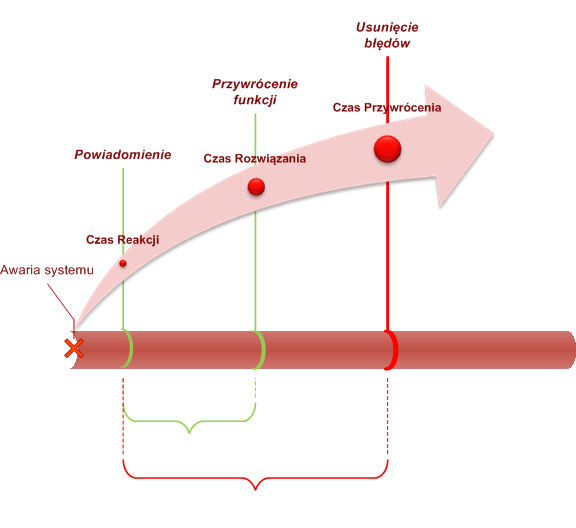 Usunięcie
błędów
Przywrócenie
funkcji
Czas Przywrócenia
Powiadomienie
Czas Rozwiązania
Czas Reakcji
Awaria systemu